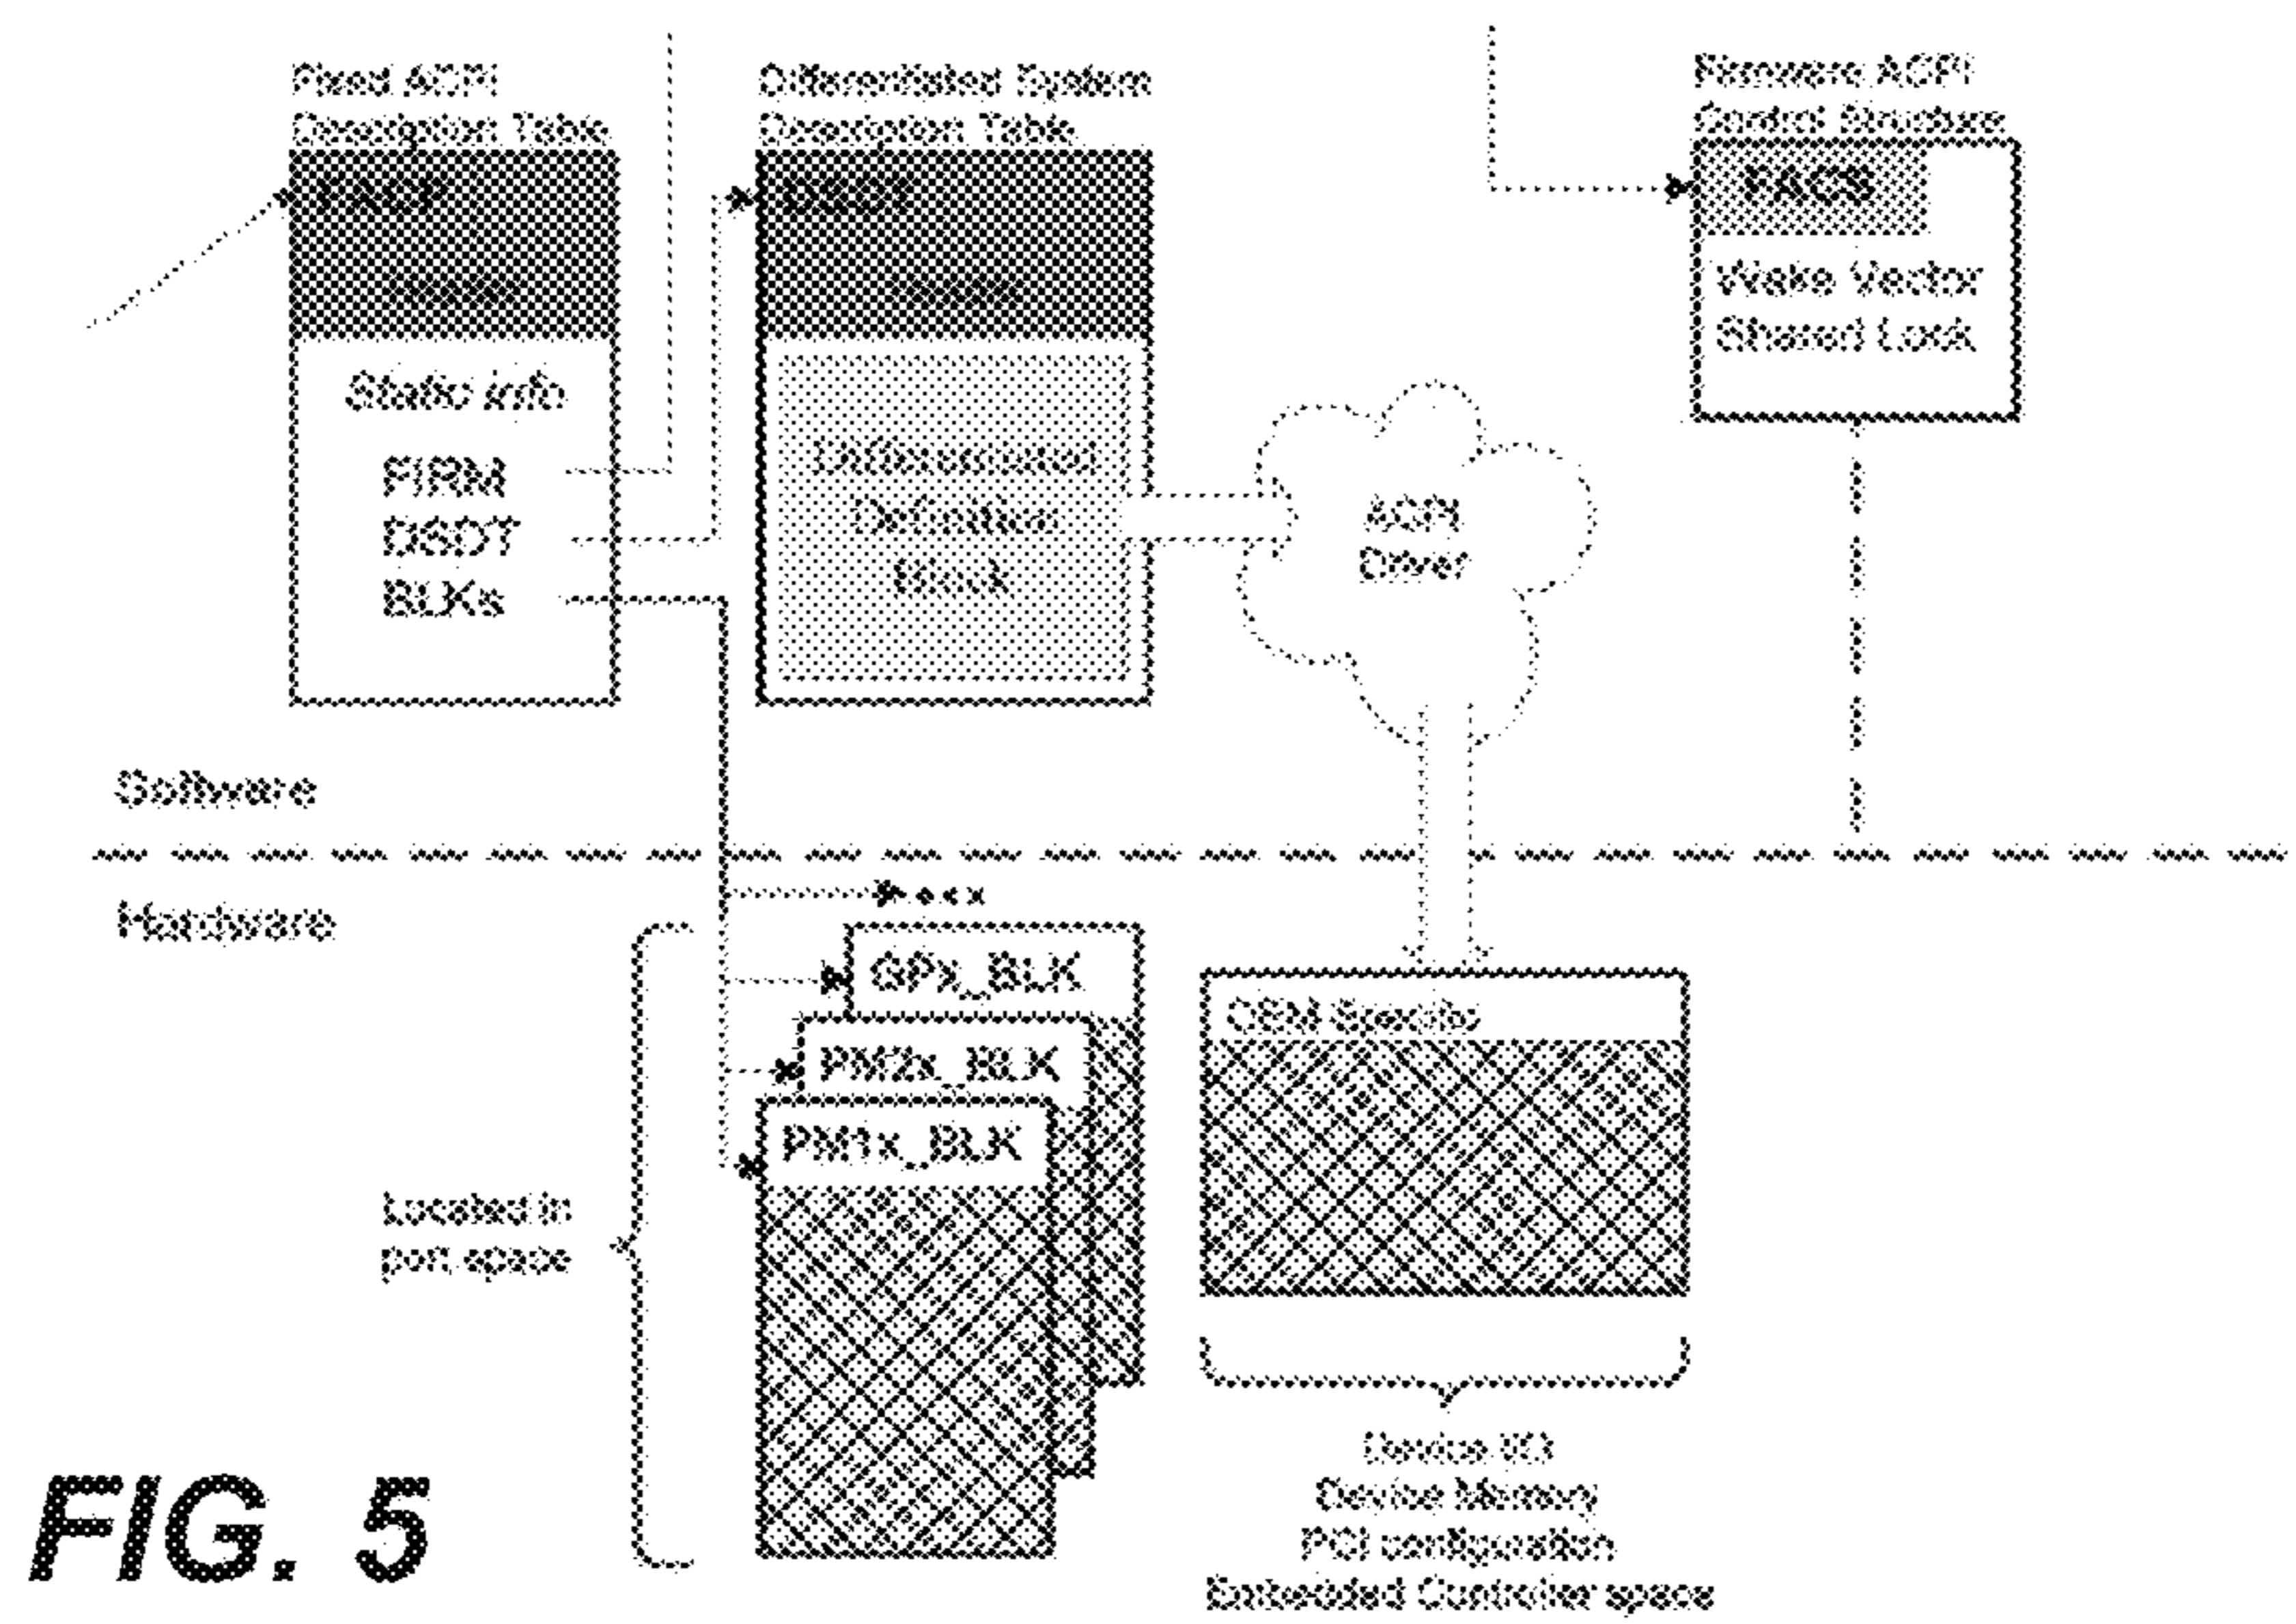 Fixed ACPI
Description Table
FACP
Header
Static info
FIRM
DSDT
BLKs
Differentiated System
Description Table
DSDT
Header
Differentiated
Definition
Block
ACPI
Driver
Firmware ACPI
Control Structure
FACS
Wake Vector
Shared Lock
Software
Hardware
...
GPx_BLK
PM2x_BLK
PM1x_BLK
Located in
port space
OEM Specific
Device I/O
Device Memory
PCI configuration
Embedded Controller space
FIG. 5